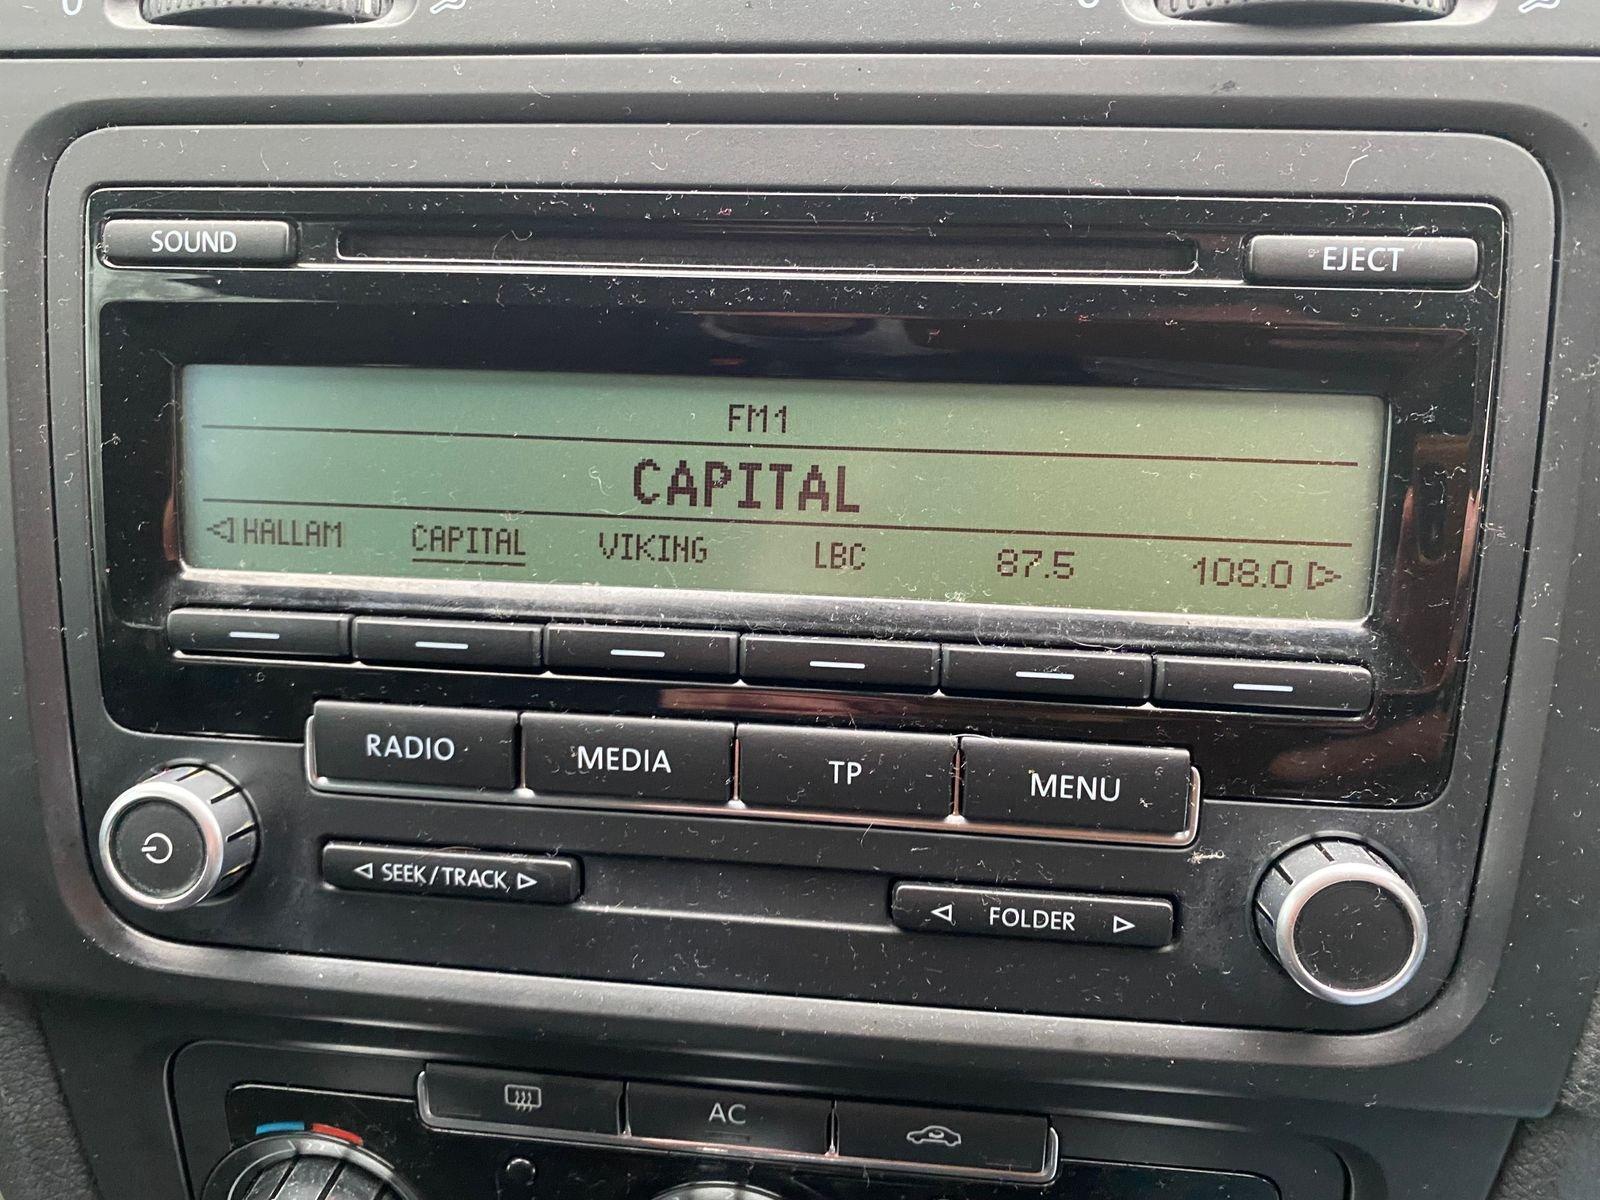 SOUND
EJECT
FM1
CAPITAL
HALLAM CAPITAL VIKING LBC 87.5 108.0
RADIO MEDIA TP MENU
SEEK/TRACK
FOLDER
AC